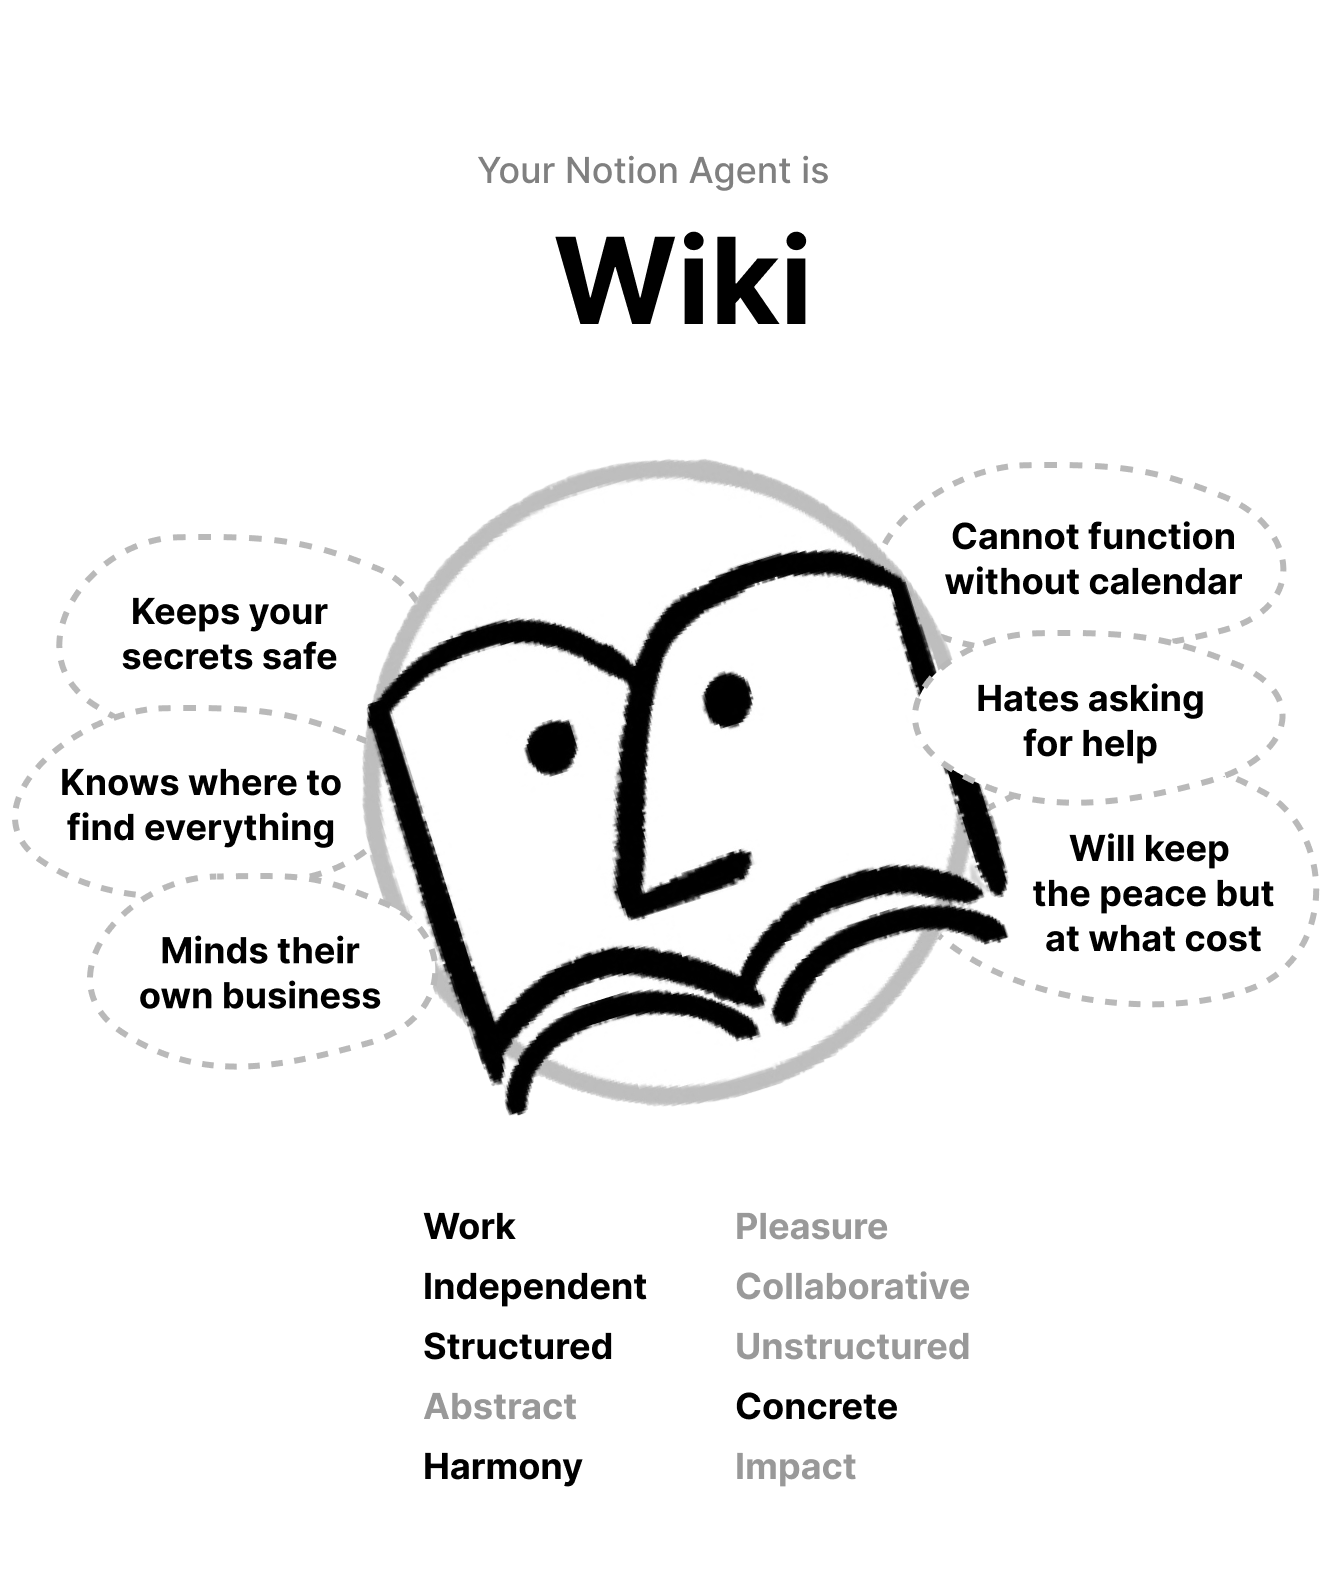 Your Notion Agent is
Wiki
Keeps your
secrets safe
Knows where to
find everything
Minds their
own business
Cannot function
without calendar
Hates asking
for help
Will keep
the peace but
at what cost
Work Pleasure
Independent Collaborative
Structured Unstructured
Abstract Concrete
Harmony Impact